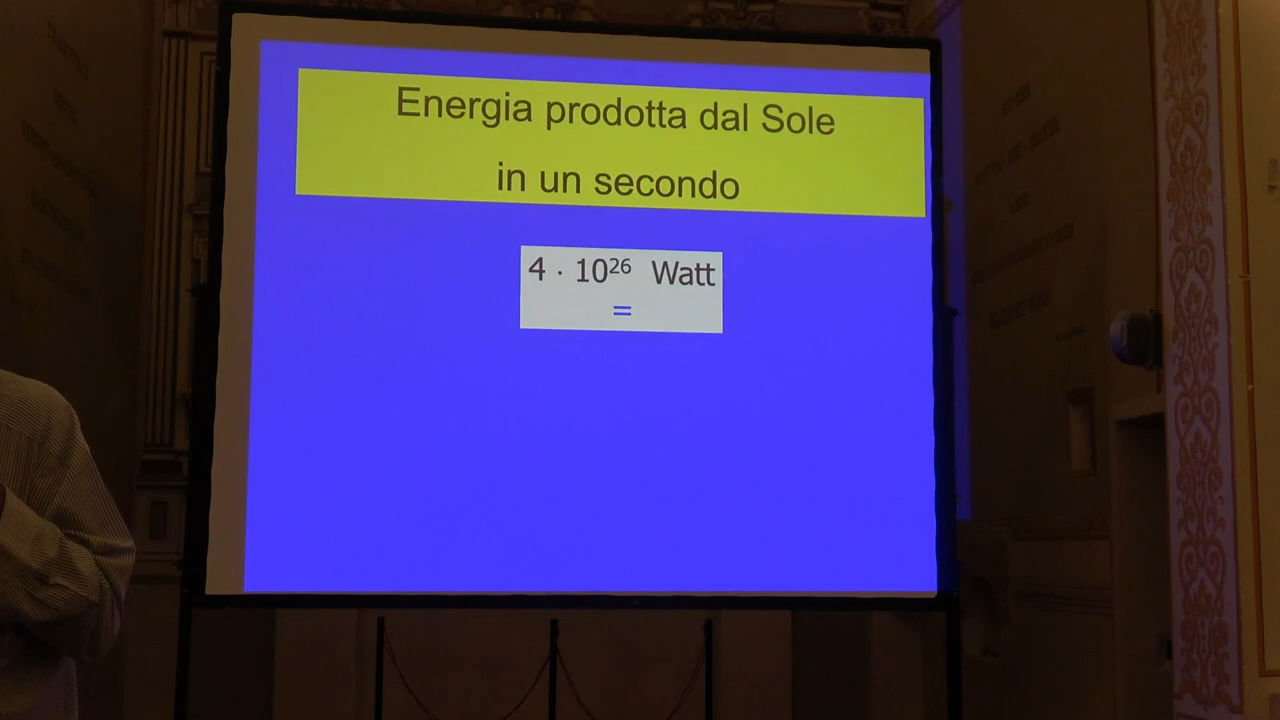 Energia prodotta dal Sole
in un secondo
4 · 10²⁶ Watt
=